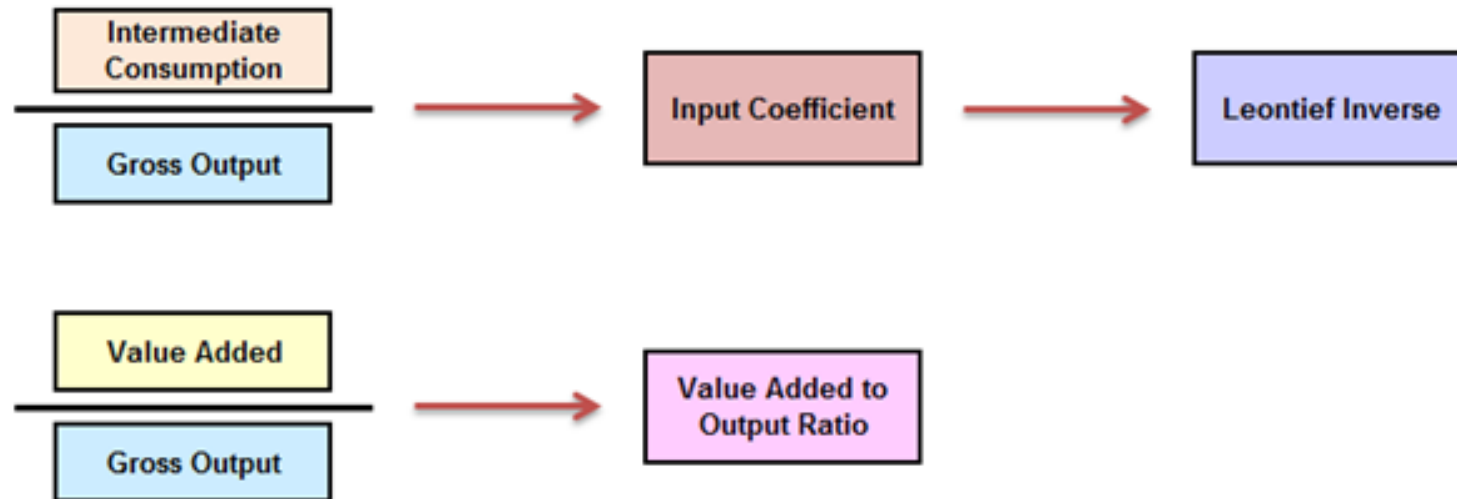 Intermediate
Consumption
Gross Output
Input Coefficient
Leontief Inverse
Value Added
Gross Output
Value Added to
Output Ratio